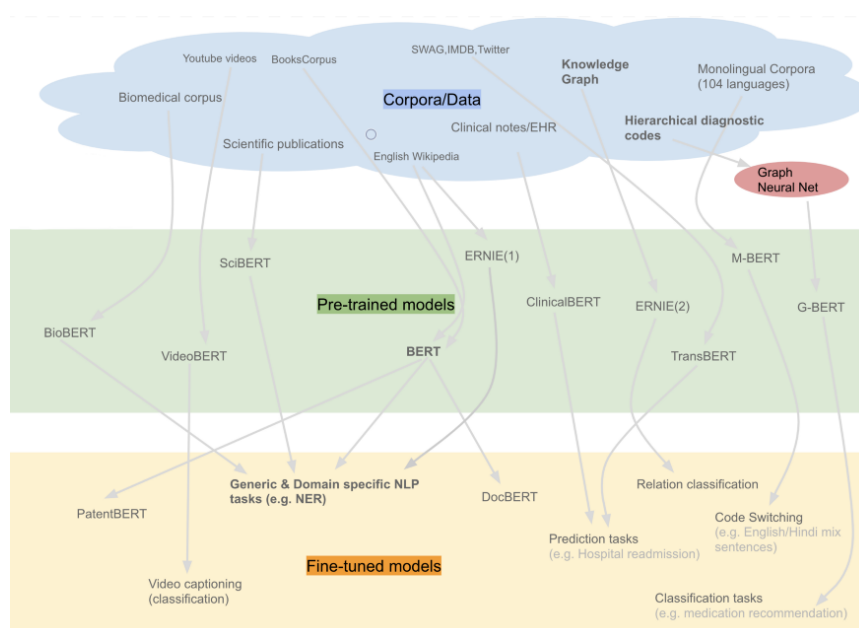 SWAG,IMDB,Twitter
Youtube videos
BooksCorpus
Knowledge
Graph
Monolingual Corpora
(104 languages)
Biomedical corpus
Corpora/Data
Hierarchical diagnostic
codes
Clinical notes/EHR
Scientific publications
English Wikipedia
Graph
Neural Net
SciBERT
ERNIE(1)
M-BERT
Pre-trained models
ClinicalBERT
ERNIE(2)
G-BERT
BioBERT
VideoBERT
BERT
TransBERT
Generic & Domain specific NLP
tasks (e.g. NER)
Relation classification
PatentBERT
DocBERT
Code Switching
(e.g. English/Hindi mix
sentences)
Prediction tasks
(e.g. Hospital readmission)
Fine-tuned models
Video captioning
(classification)
Classification tasks
(e.g. medication recommendation)